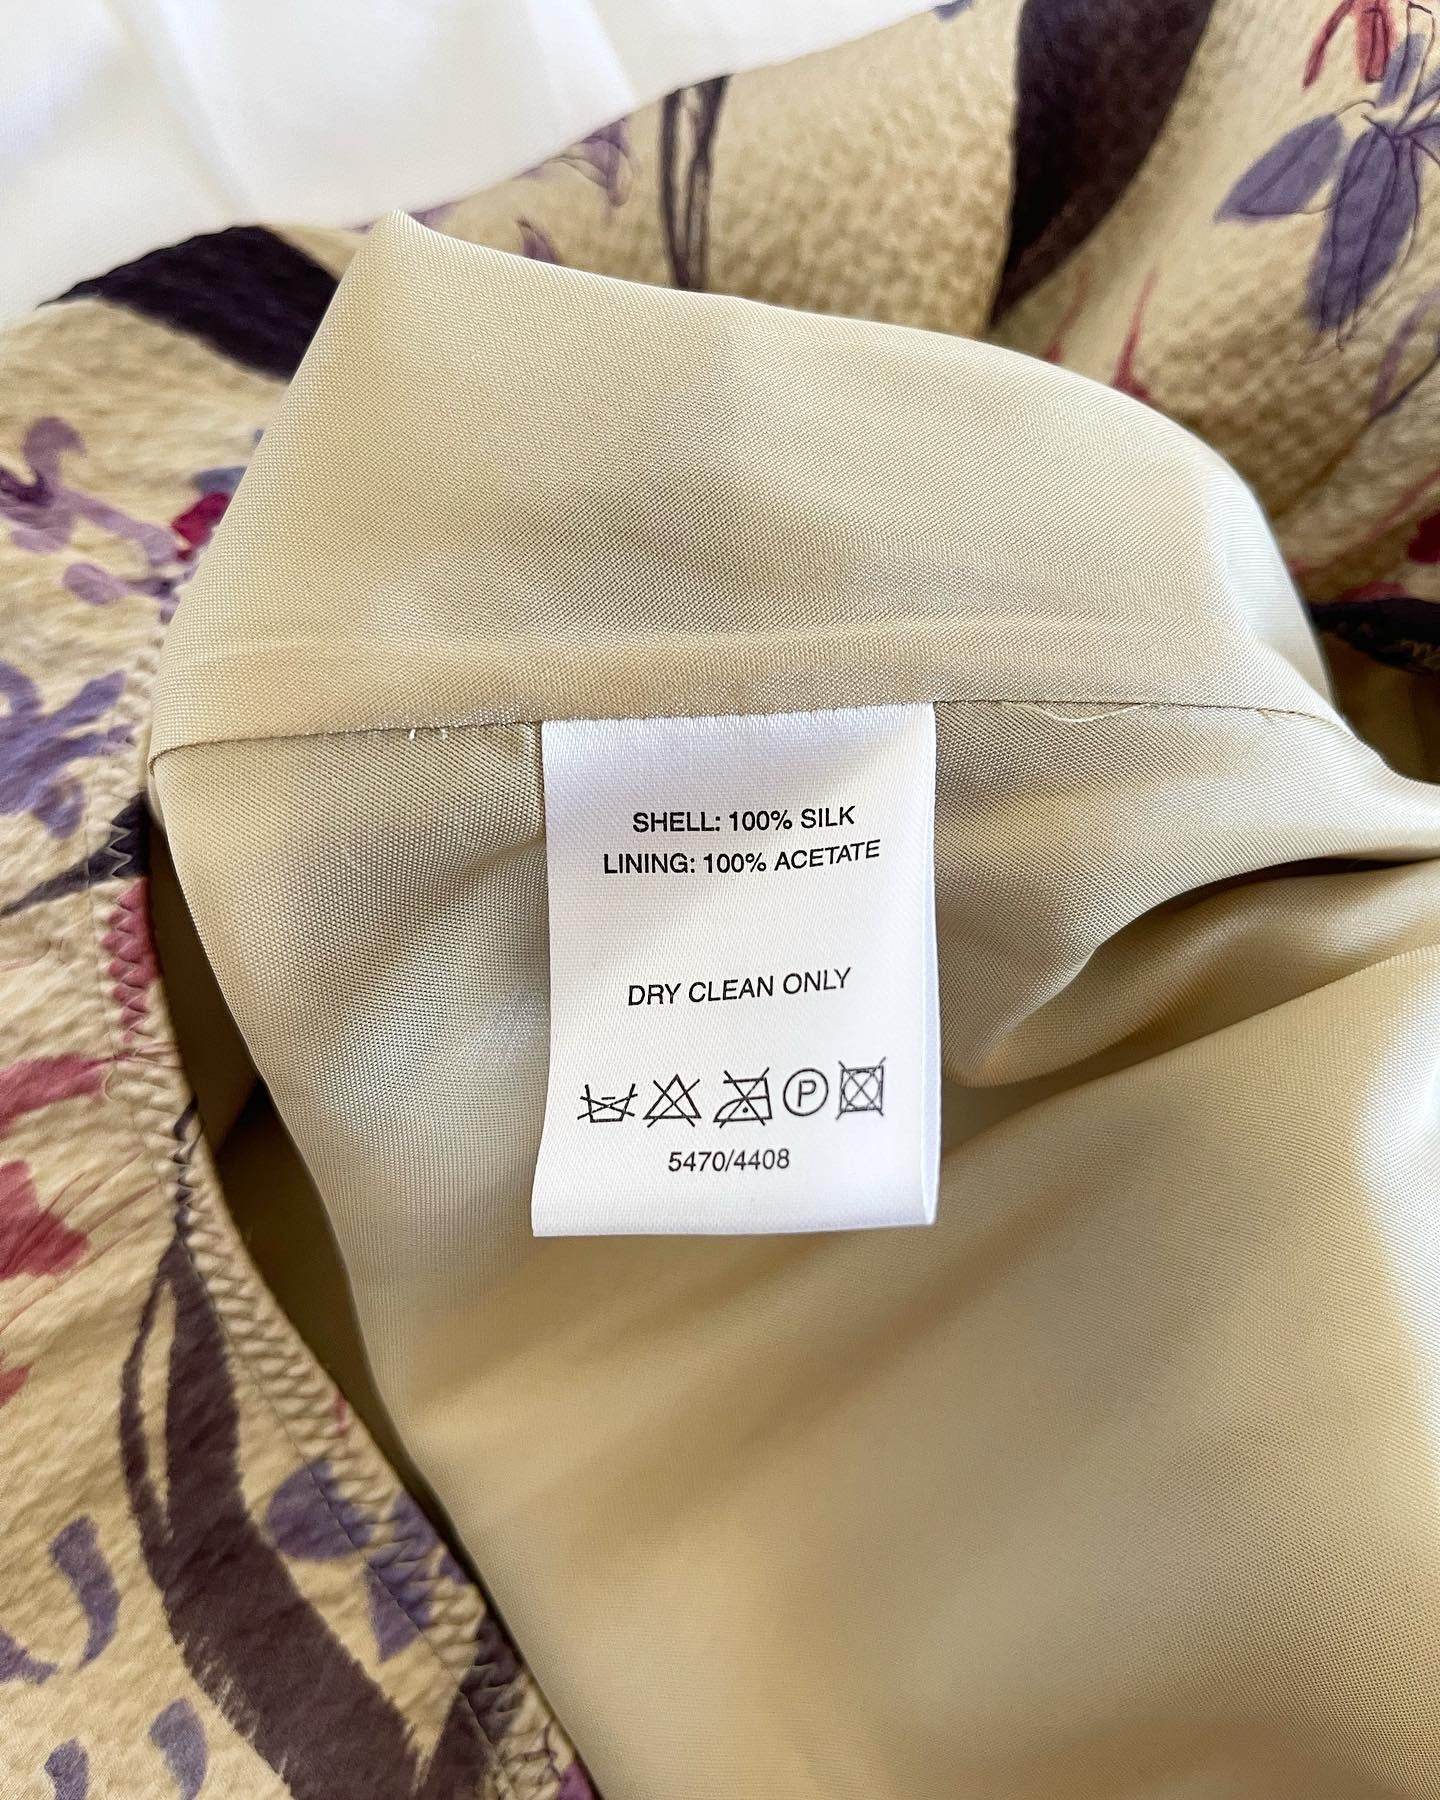 SHELL: 100% SILK
LINING: 100% ACETATE
DRY CLEAN ONLY
P
5470/4408